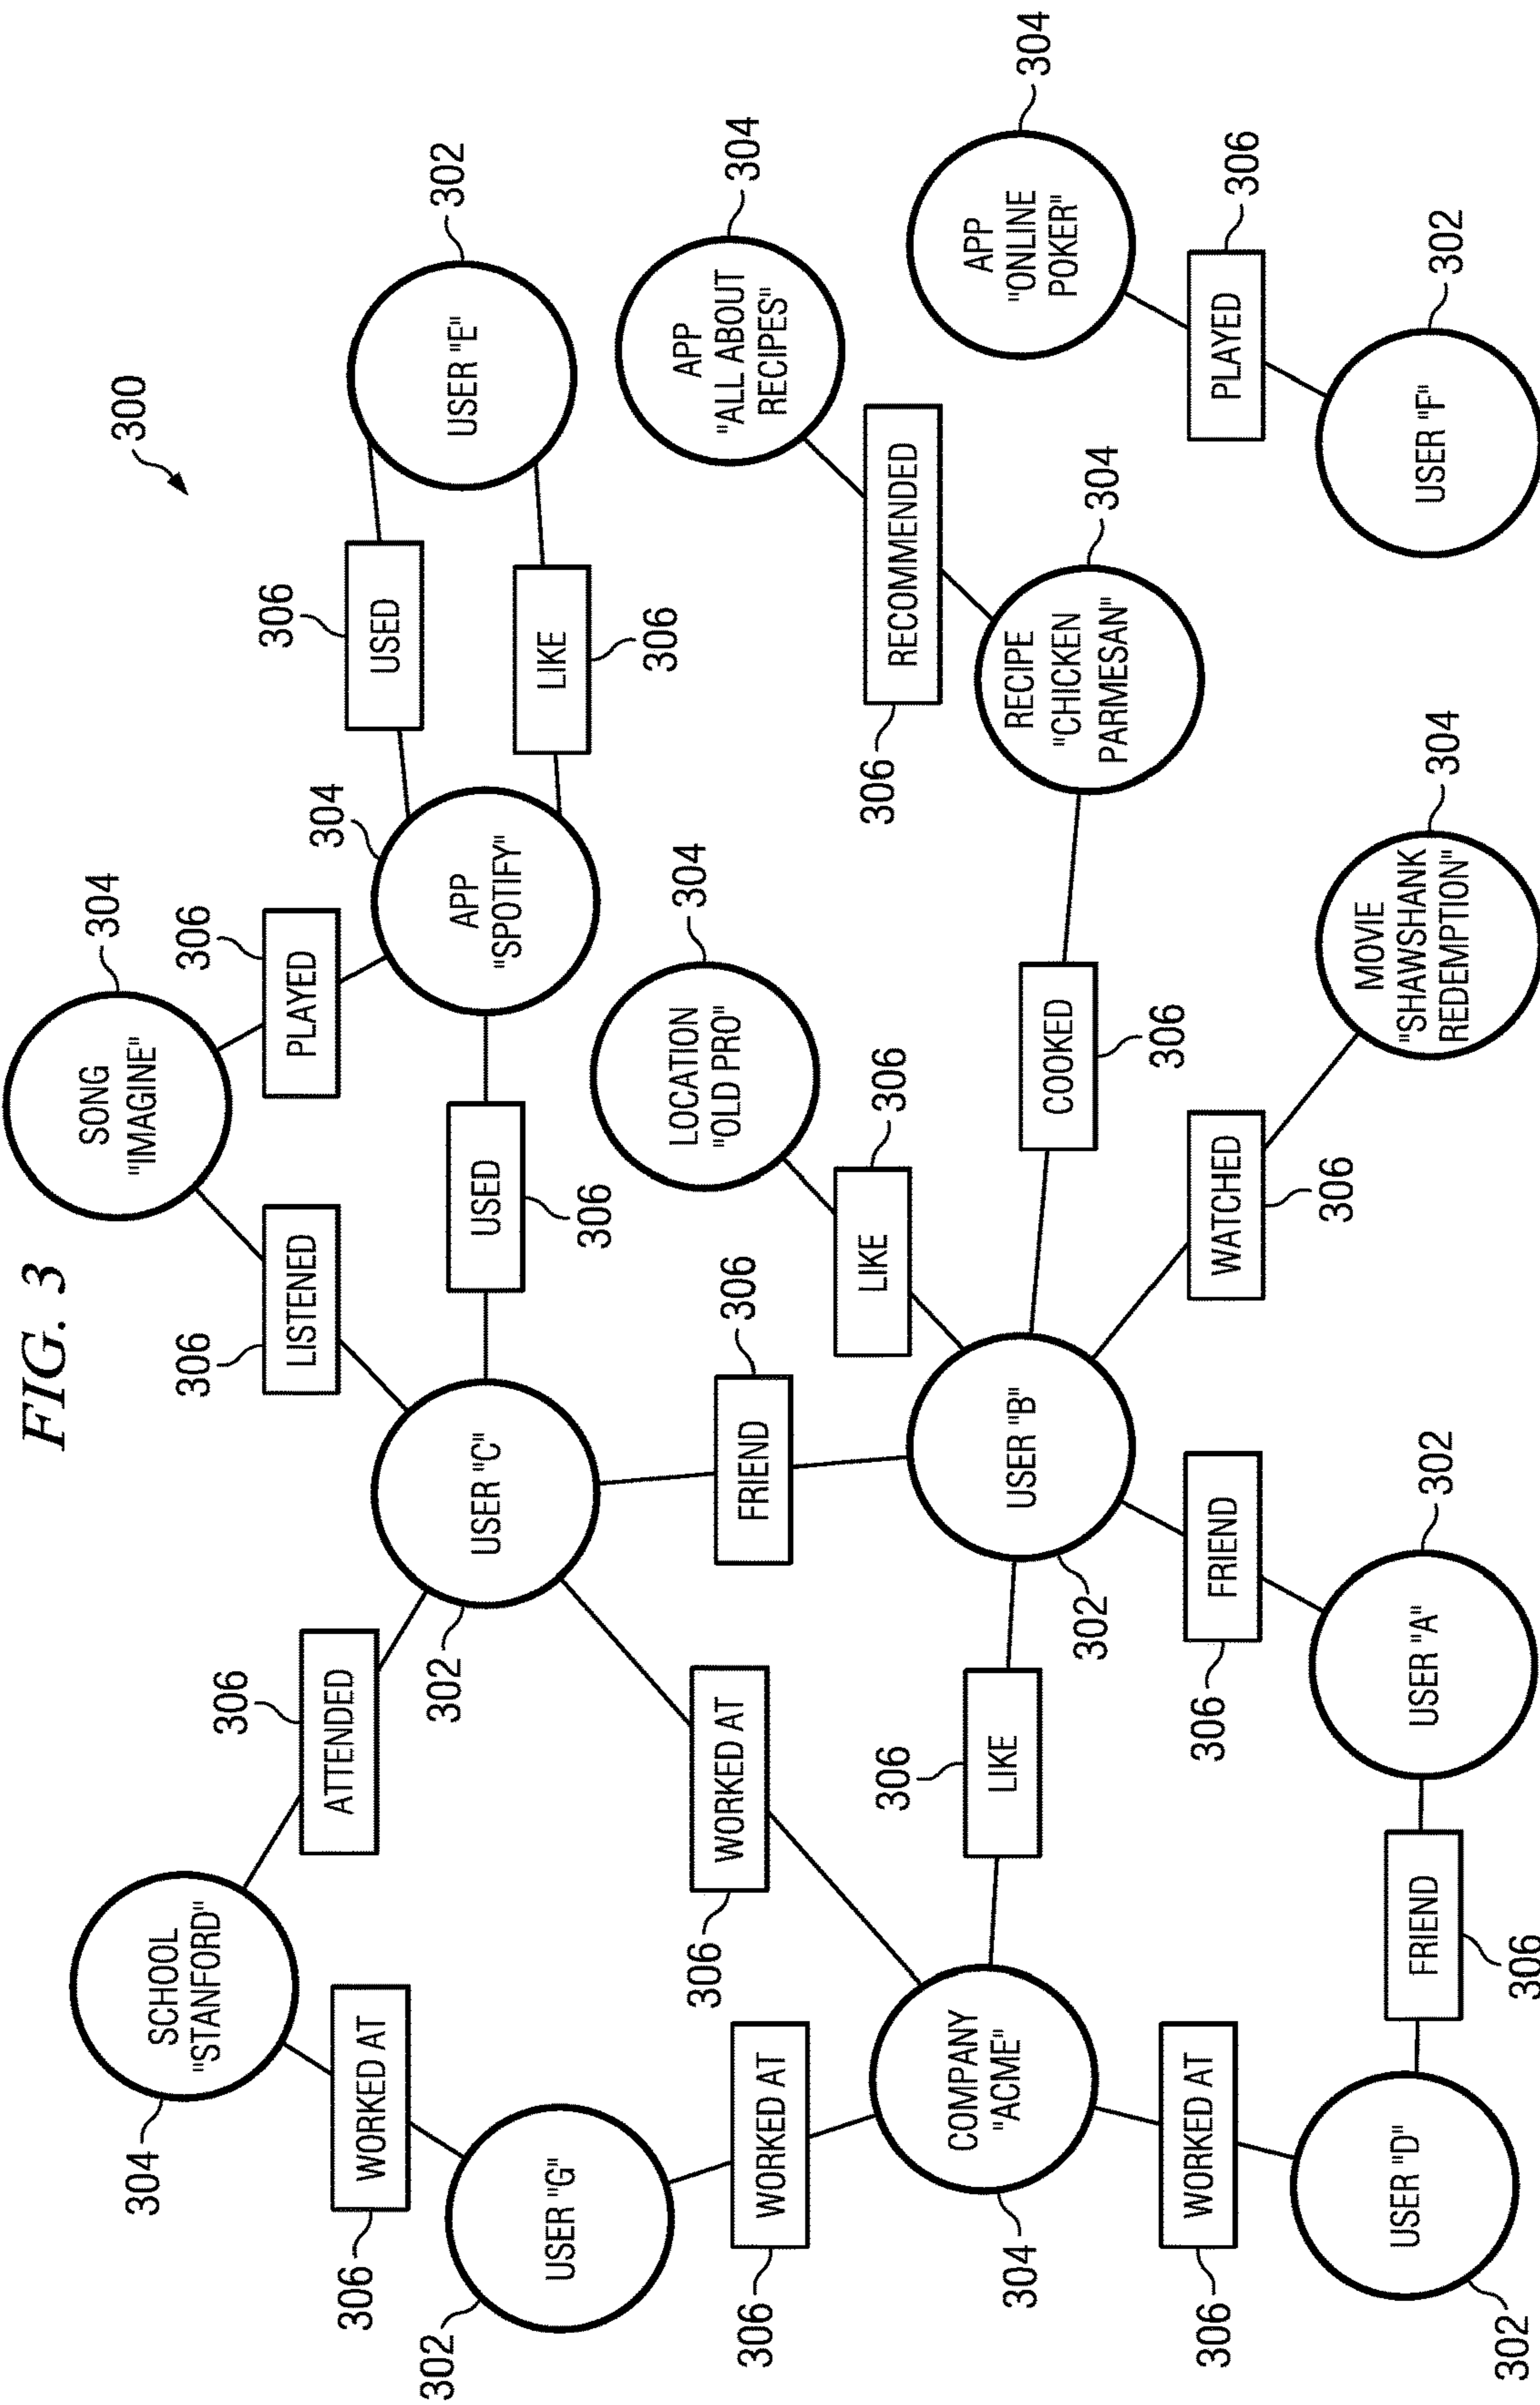 FIG. 3
300
304
SCHOOL
"STANFORD"
306
ATTENDED
306
LISTENED
SONG
"IMAGINE"
304
306
PLAYED
306
WORKED AT
302
USER "G"
302
USER "C"
USED
306
304
APP
"SPOTIFY"
306
USED
LIKE
306
USER "E"
302
306
WORKED AT
306
WORKED AT
FRIEND
306
LOCATION
"OLD PRO"
304
LIKE
306
APP
"ALL ABOUT
RECIPES"
304
306
RECOMMENDED
304
COMPANY
"ACME"
306
LIKE
302
USER "B"
COOKED
306
RECIPE
"CHICKEN
PARMESAN"
304
APP
"ONLINE
POKER"
304
306
WORKED AT
306
FRIEND
WATCHED
306
PLAYED
306
302
USER "D"
FRIEND
306
USER "A"
302
MOVIE
"SHAWSHANK
REDEMPTION"
304
USER "F"
302